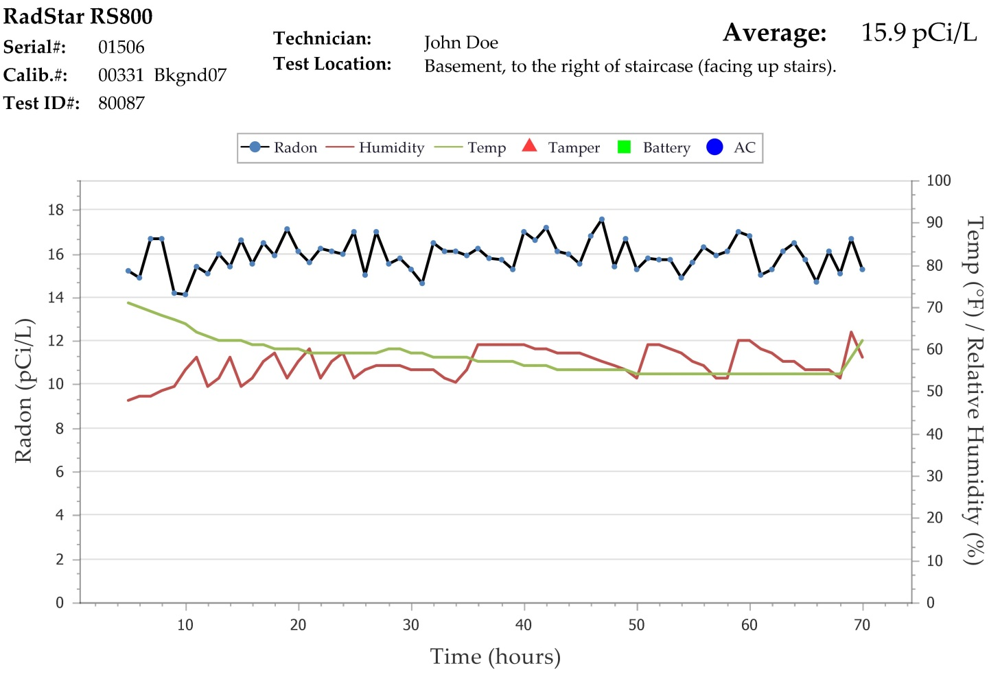 RadStar RS800
Serial#: 01506
Calib.#: 00331 Bkgnd07
Test ID#: 80087
Technician: John Doe
Test Location: Basement, to the right of staircase (facing up stairs).
Average: 15.9 pCi/L
Radon Humidity Temp Tamper Battery AC
Radon (pCi/L)
18
16
14
12
10
8
6
4
2
0
100
90
80
70
60
50
40
30
20
10
0
Temp (°F) / Relative Humidity (%)
10 20 30 40 50 60 70
Time (hours)